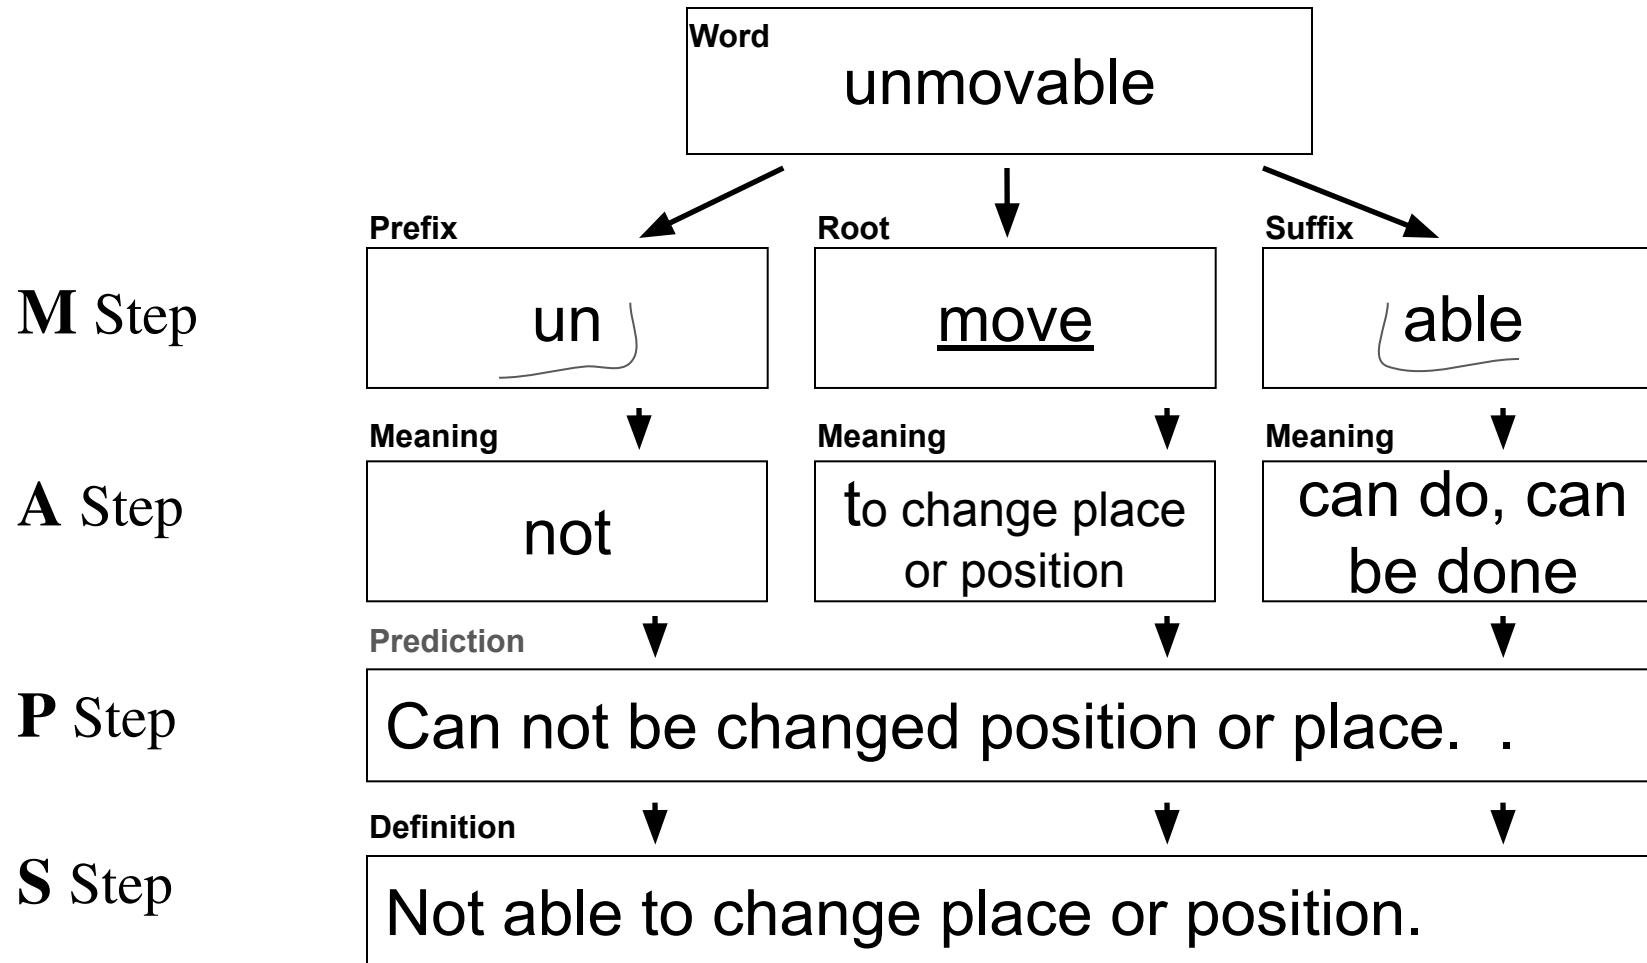 Word
unmovable
Prefix
Root
Suffix
M Step
un
move
able
Meaning
Meaning
Meaning
A Step
not
to change place
or position
can do, can
be done
Prediction
P Step
Can not be changed position or place.  .
Definition
S Step
Not able to change place or position.